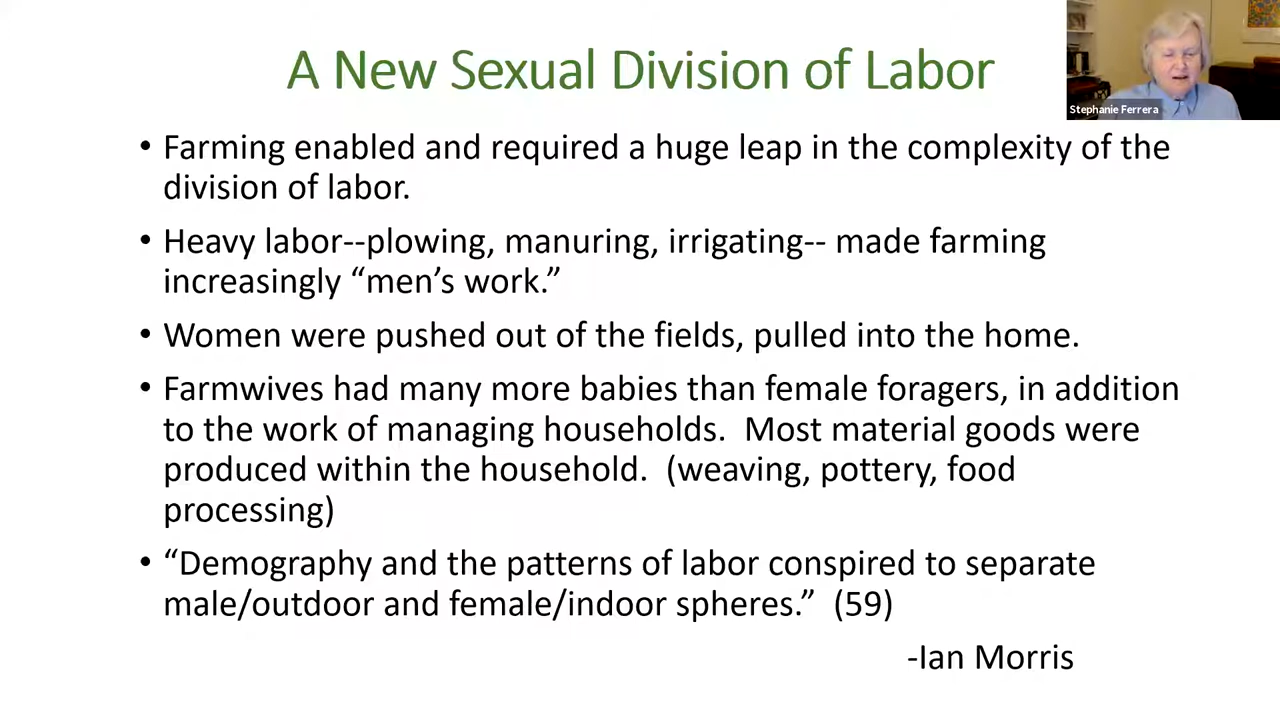 A New Sexual Division of Labor
Stephanie Ferrera
• Farming enabled and required a huge leap in the complexity of the
division of labor.
• Heavy labor--plowing, manuring, irrigating-- made farming
increasingly “men’s work.”
• Women were pushed out of the fields, pulled into the home.
• Farmwives had many more babies than female foragers, in addition
to the work of managing households.  Most material goods were
produced within the household.  (weaving, pottery, food
processing)
• “Demography and the patterns of labor conspired to separate
male/outdoor and female/indoor spheres.”  (59)
-Ian Morris